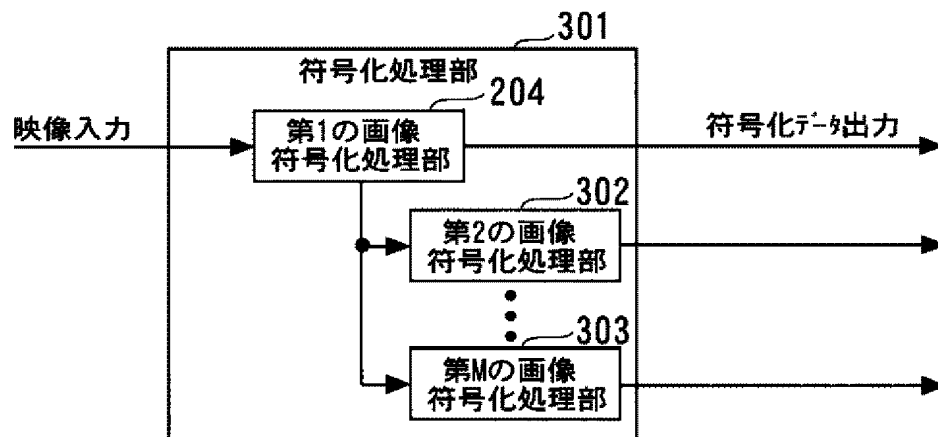 301
符号化処理部
204
映像入力
第1の画像
符号化処理部
符号化ﾃﾞｰﾀ出力
302
第2の画像
符号化処理部
303
第Mの画像
符号化処理部